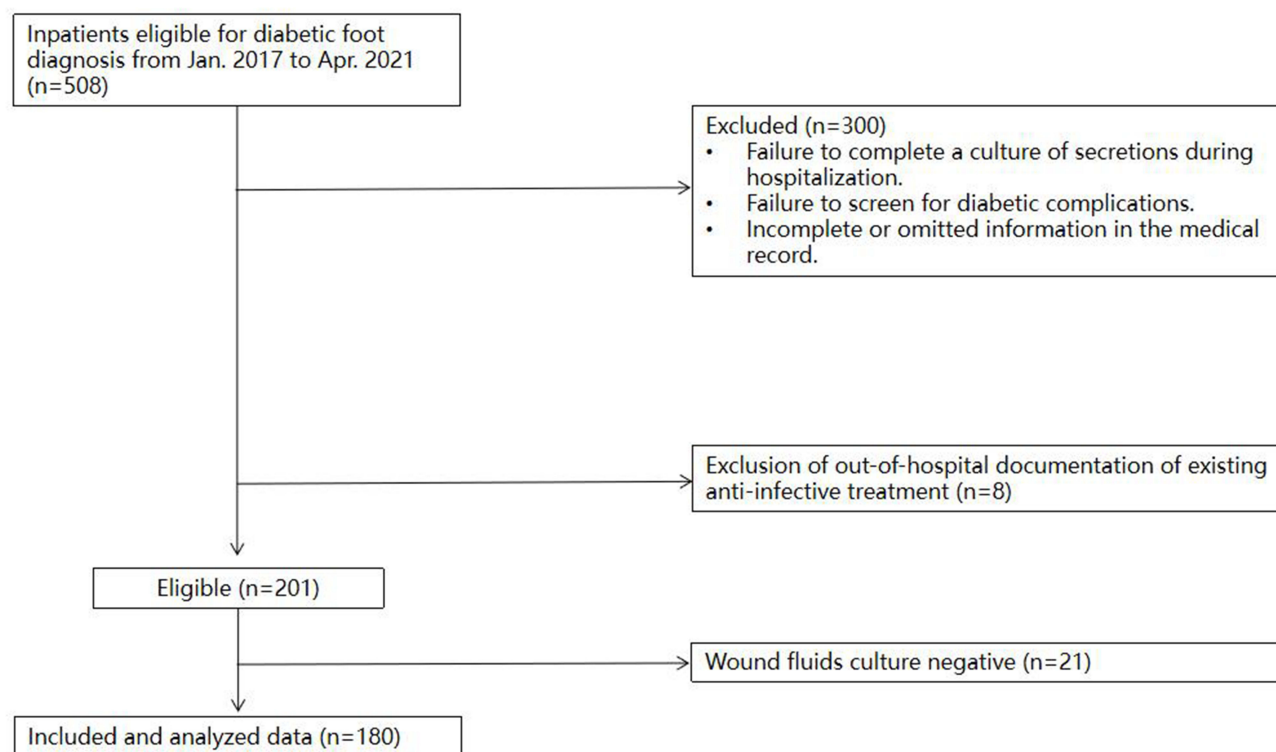 Inpatients eligible for diabetic foot
diagnosis from Jan. 2017 to Apr. 2021
(n=508)
Excluded (n=300)
• Failure to complete a culture of secretions during
hospitalization.
• Failure to screen for diabetic complications.
• Incomplete or omitted information in the medical
record.
Exclusion of out-of-hospital documentation of existing
anti-infective treatment (n=8)
Eligible (n=201)
Wound fluids culture negative (n=21)
Included and analyzed data (n=180)